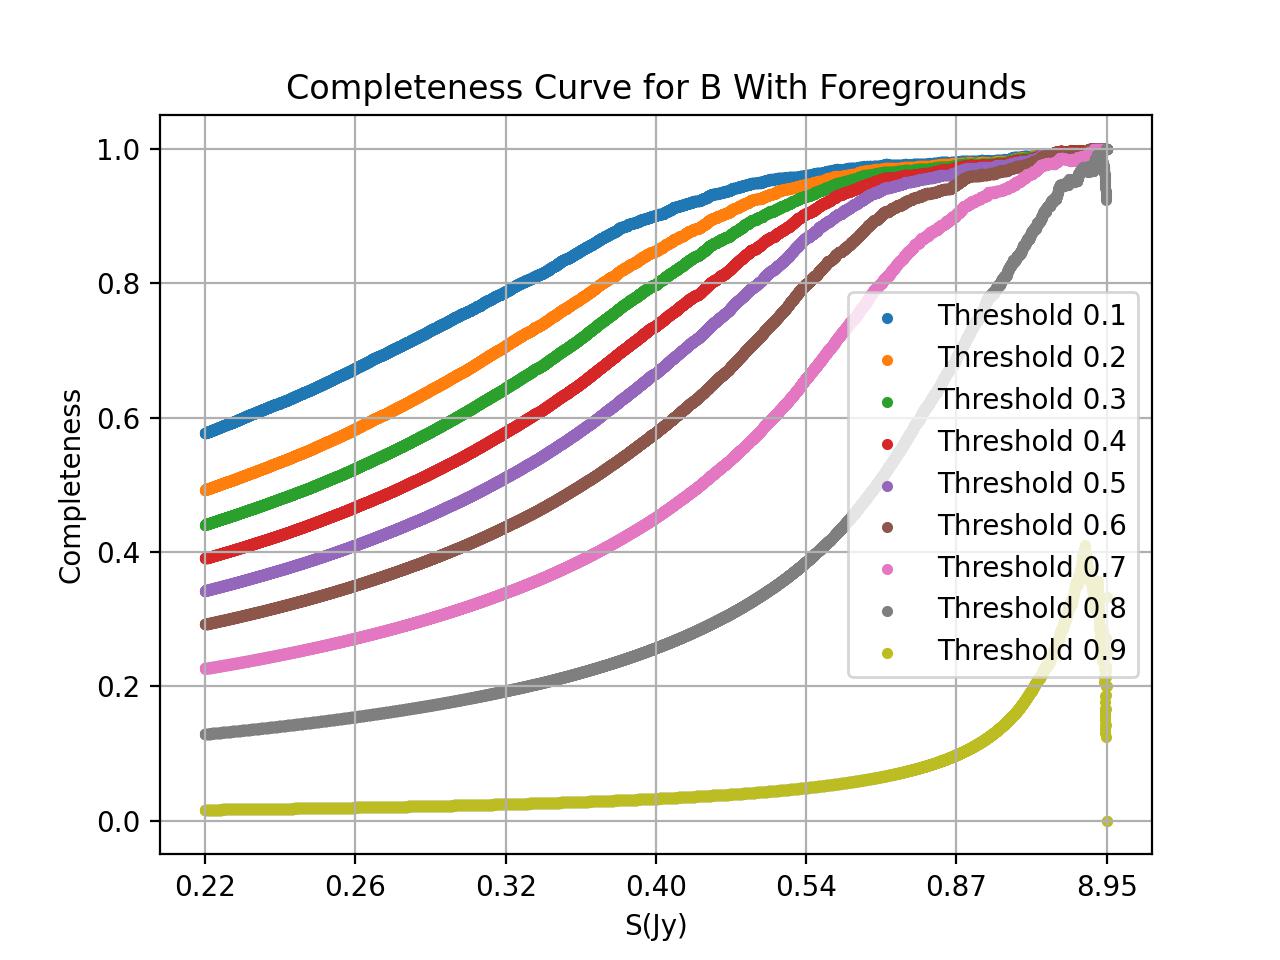 Completeness Curve for B With Foregrounds
1.0
0.8
0.6
0.4
0.2
0.0
Completeness
Threshold 0.1
Threshold 0.2
Threshold 0.3
Threshold 0.4
Threshold 0.5
Threshold 0.6
Threshold 0.7
Threshold 0.8
Threshold 0.9
0.22 0.26 0.32 0.40 0.54 0.87 8.95
S(Jy)